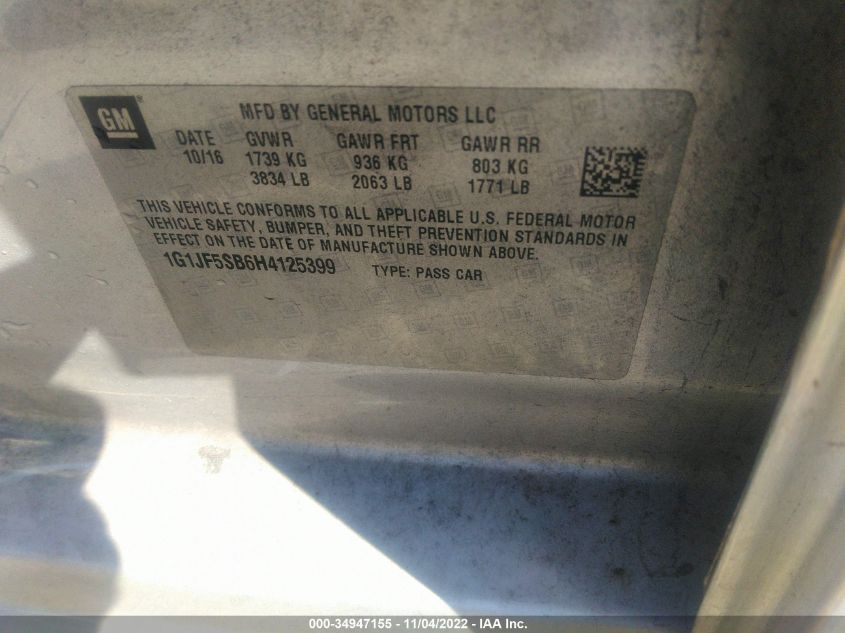 GM
MFD BY GENERAL MOTORS LLC
DATE GVWR GAWR FRT GAWR RR
10/16 1739 KG 936 KG 803 KG
3834 LB 2063 LB 1771 LB
THIS VEHICLE CONFORMS TO ALL APPLICABLE U.S. FEDERAL MOTOR
VEHICLE SAFETY, BUMPER, AND THEFT PREVENTION STANDARDS IN
EFFECT ON THE DATE OF MANUFACTURE SHOWN ABOVE.
1G1JF5SB6H4125399 TYPE: PASS CAR
000-34947155 - 11/04/2022 - IAA Inc.